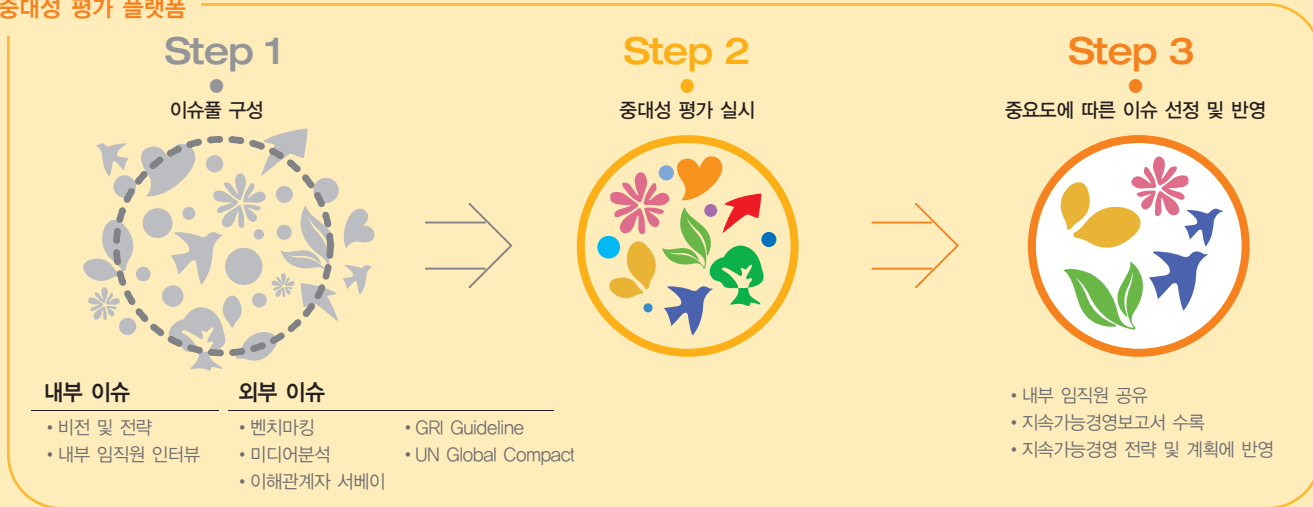 중대성 평가 플랫폼
Step 1
이슈풀 구성
Step 2
중대성 평가 실시
Step 3
중요도에 따른 이슈 선정 및 반영
내부 이슈
• 비전 및 전략
• 내부 임직원 인터뷰
외부 이슈
• 벤치마킹
• 미디어분석
• 이해관계자 서베이
• GRI Guideline
• UN Global Compact
• 내부 임직원 공유
• 지속가능경영보고서 수록
• 지속가능경영 전략 및 계획에 반영